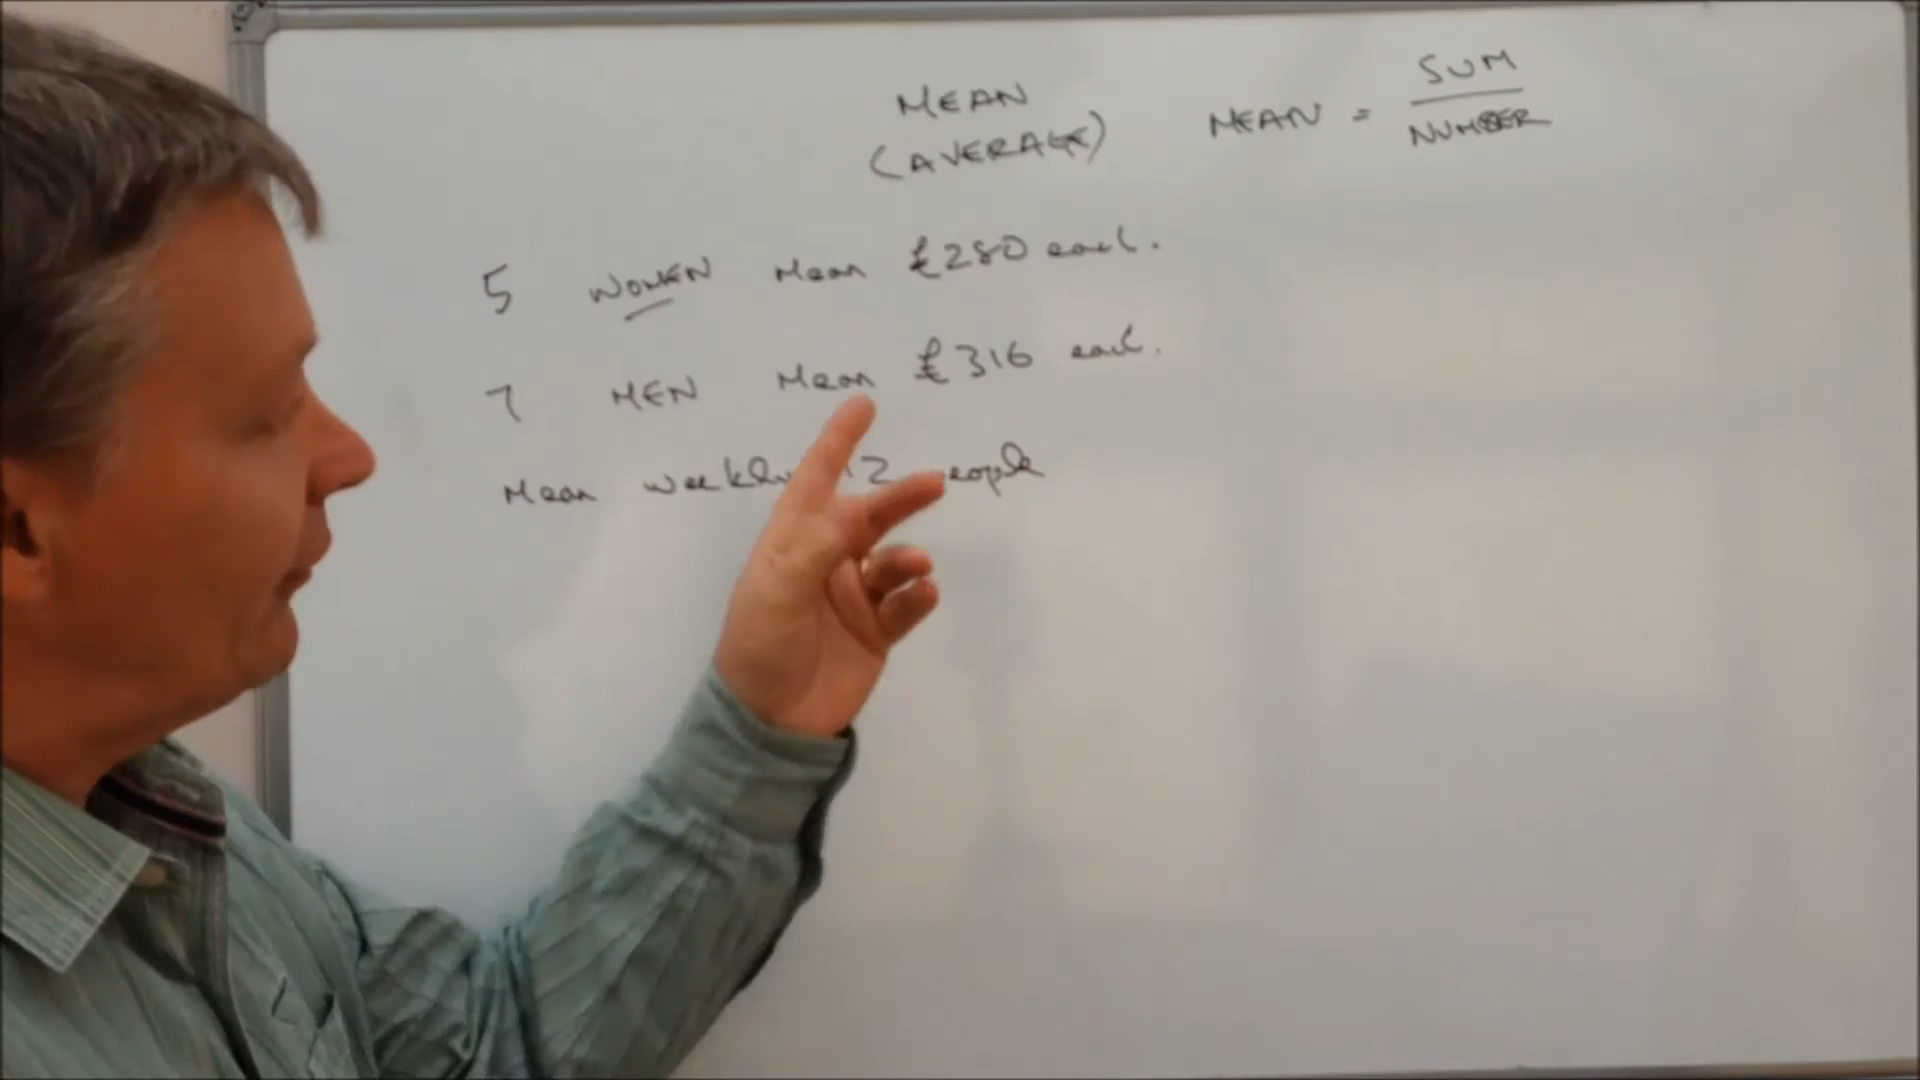 MEAN
(AVERAGE)
MEAN = SUM
NUMBER
5 WOMEN Mean £280 each.
7 MEN Mean £316 each.
Mean weekly 12 people